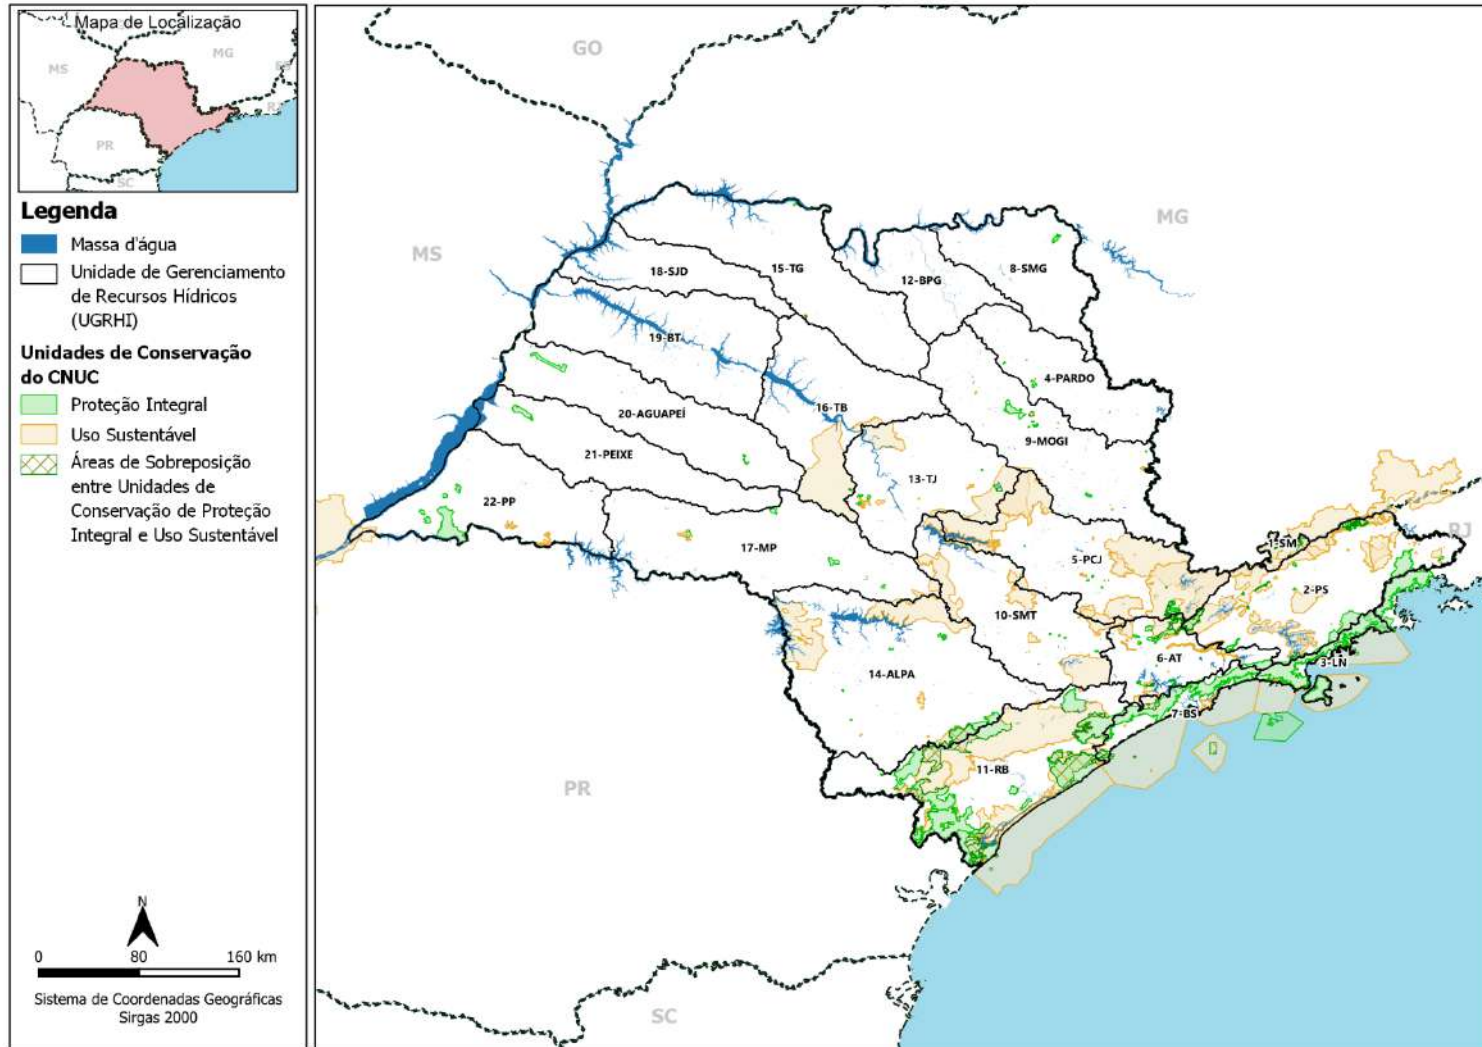 Mapa de Localização
MG
MS
ES
RJ
PR
SC
Legenda
Massa d'água
Unidade de Gerenciamento
de Recursos Hídricos
(UGRHI)
Unidades de Conservação
do CNUC
Proteção Integral
Uso Sustentável
Áreas de Sobreposição
entre Unidades de
Conservação de Proteção
Integral e Uso Sustentável
N
0 80 160 km
Sistema de Coordenadas Geográficas
Sirgas 2000
GO
MG
MS
18-SJD
15-TG
12-BPG
8-SMG
19-BT
4-PARDO
20-AGUAPEÍ
16-TB
9-MOGI
21-PEIXE
13-TJ
22-PP
17-MP
5-PCJ
1-SM
RJ
2-PS
10-SMT
6-AT
3-LN
14-ALPA
7-BS
11-RB
PR
SC